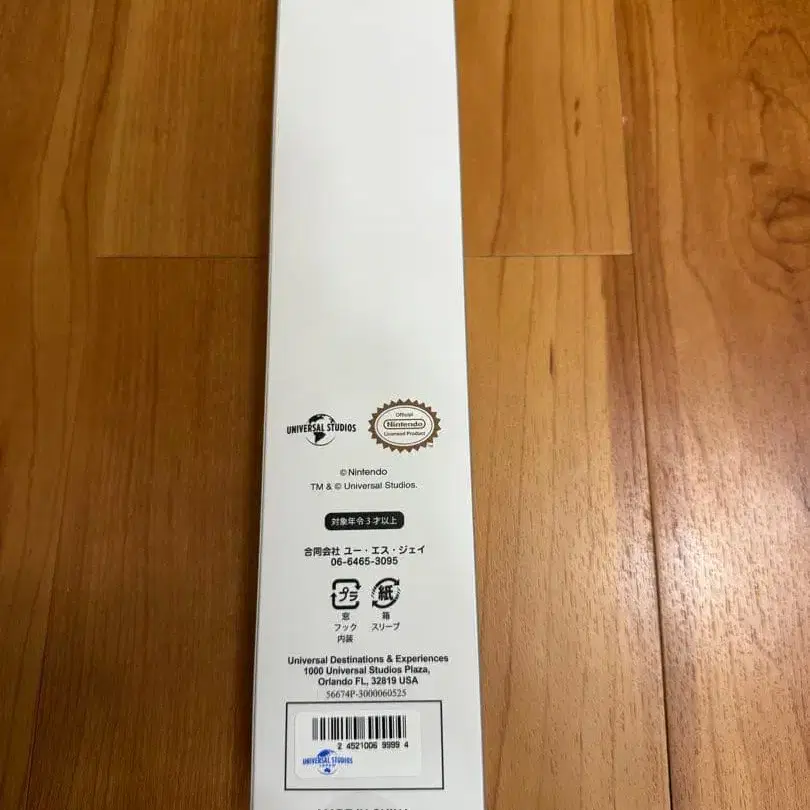 UNIVERSAL STUDIOS
Official
Nintendo
Licensed Product
©Nintendo
TM & © Universal Studios.
対象年令3才以上
合同会社 ユー・エス・ジェイ
06-6465-3095
プラ 紙
窓 箱
フック スリーブ
内装
Universal Destinations & Experiences
1000 Universal Studios Plaza,
Orlando FL, 32819 USA
56674P-3000060525
2 4521006 9999 4
UNIVERSAL STUDIOS
JAPAN